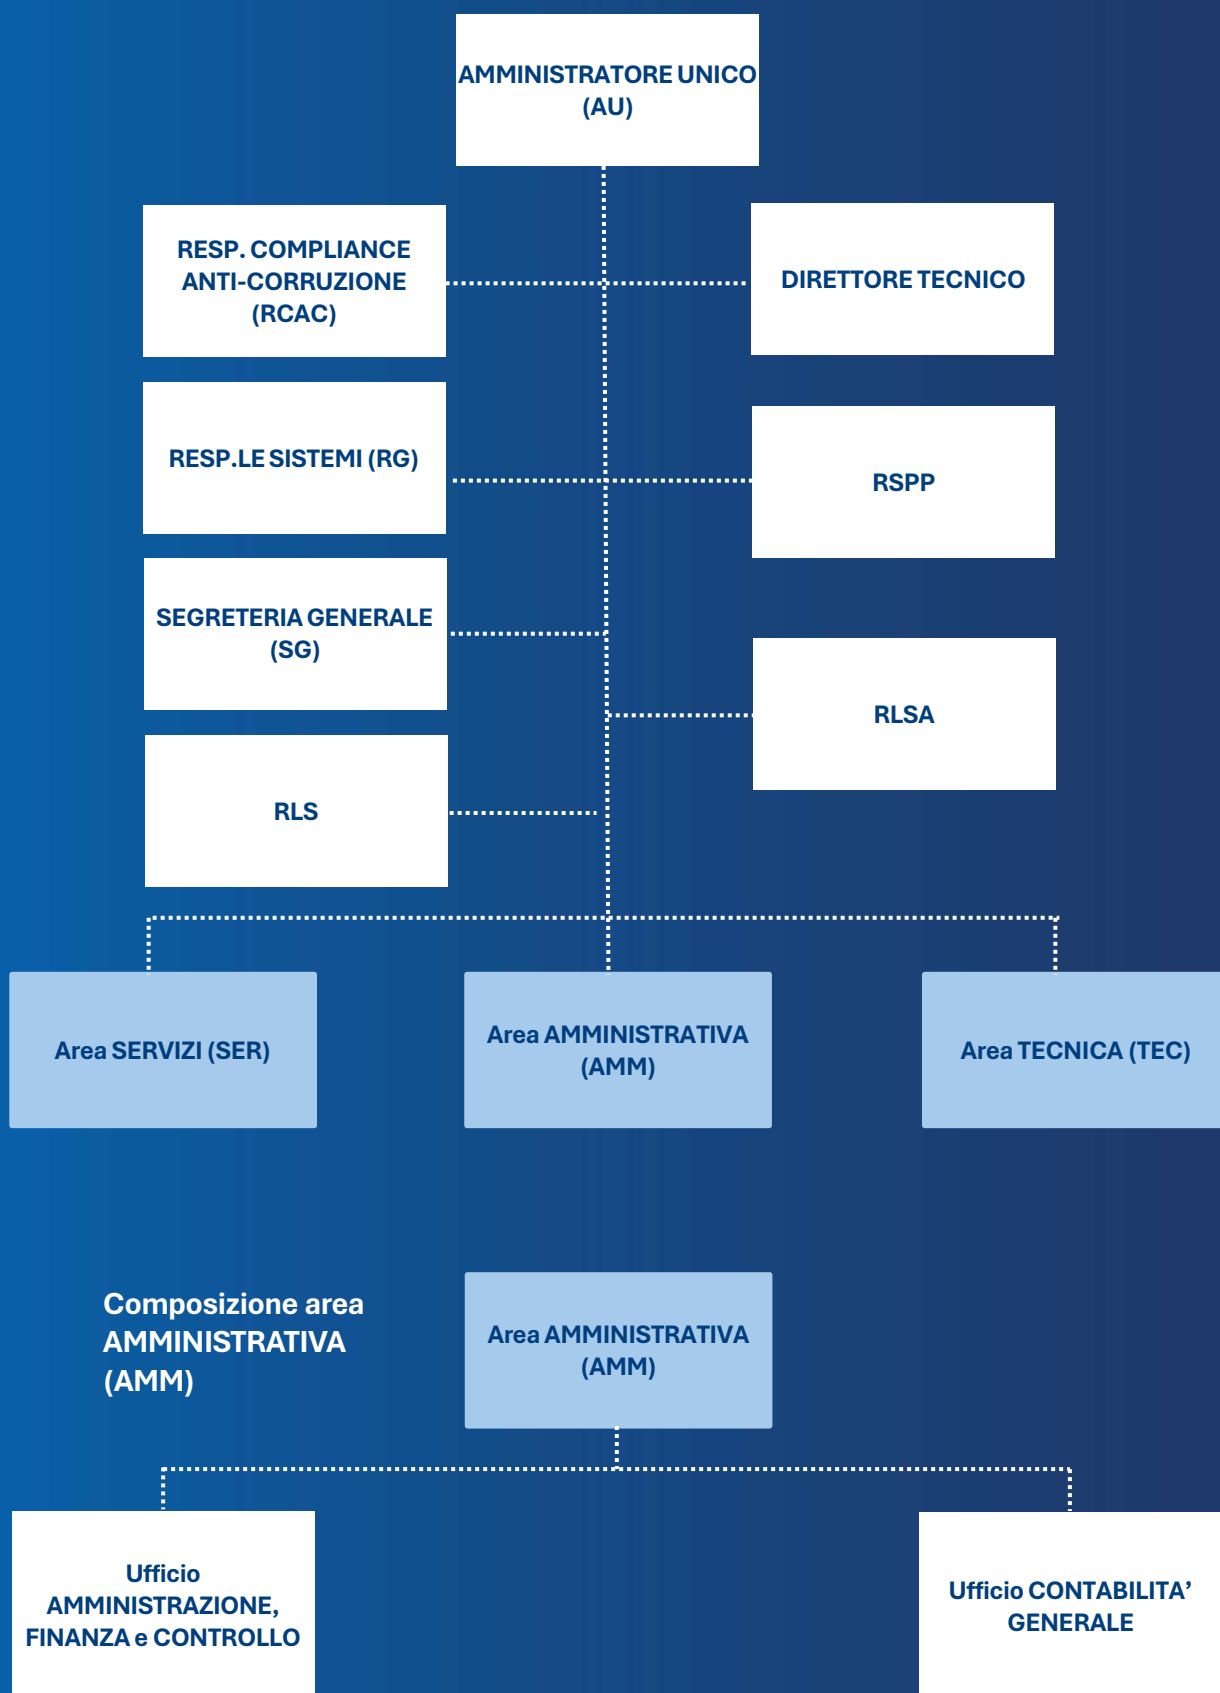 AMMINISTRATORE UNICO
(AU)
RESP. COMPLIANCE
ANTI-CORRUZIONE
(RCAC)
DIRETTORE TECNICO
RESP.LE SISTEMI (RG)
RSPP
SEGRETERIA GENERALE
(SG)
RLSA
RLS
Area SERVIZI (SER)
Area AMMINISTRATIVA
(AMM)
Area TECNICA (TEC)
Composizione area
AMMINISTRATIVA
(AMM)
Area AMMINISTRATIVA
(AMM)
Ufficio
AMMINISTRAZIONE,
FINANZA e CONTROLLO
Ufficio CONTABILITA’
GENERALE